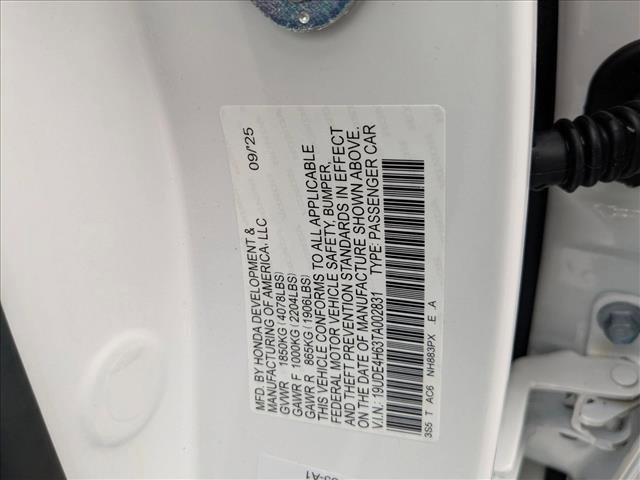 MFD. BY HONDA DEVELOPMENT & 09/'25
MANUFACTURING OF AMERICA, LLC
GVWR 1850KG (4078LBS)
GAWR F 1000KG (2204LBS)
GAWR R 865KG (1906LBS)
THIS VEHICLE CONFORMS TO ALL APPLICABLE
FEDERAL MOTOR VEHICLE SAFETY, BUMPER,
AND THEFT PREVENTION STANDARDS IN EFFECT
ON THE DATE OF MANUFACTURE SHOWN ABOVE.
V.I.N.: 19UDE4H63TA002831 TYPE: PASSENGER CAR
3S5 T AC6 NH883PX .E .A